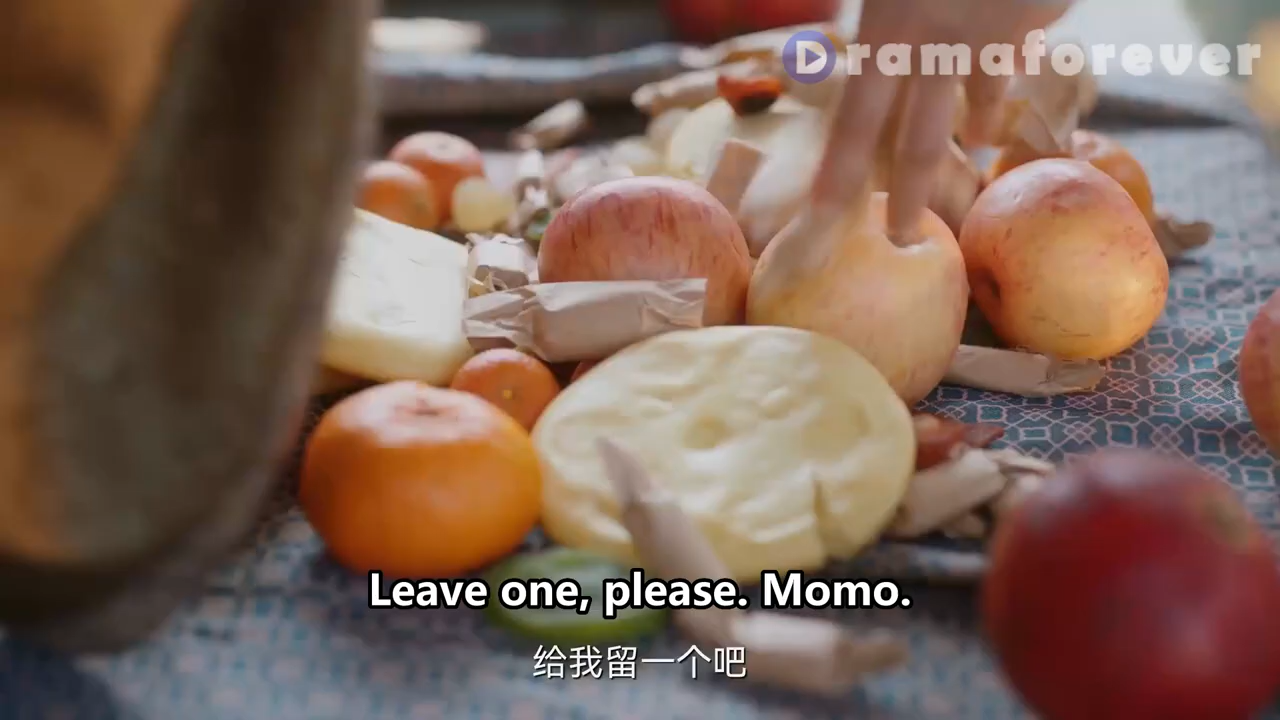 Dramaforever
Leave one, please. Momo.
给我留一个吧